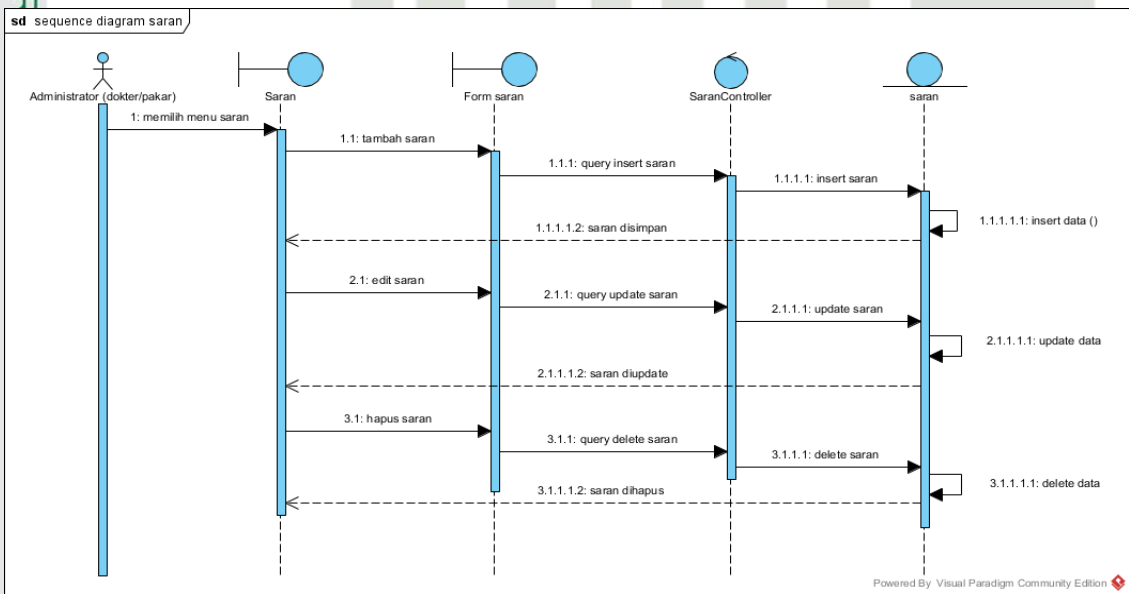 sd sequence diagram saran
Administrator (dokter/pakar)
Saran
Form saran
SaranController
saran
1: memilih menu saran
1.1: tambah saran
1.1.1: query insert saran
1.1.1.1: insert saran
1.1.1.1.1: insert data ()
1.1.1.1.2: saran disimpan
2.1: edit saran
2.1.1: query update saran
2.1.1.1: update saran
2.1.1.1.1: update data
2.1.1.1.2: saran diupdate
3.1: hapus saran
3.1.1: query delete saran
3.1.1.1: delete saran
3.1.1.1.1: delete data
3.1.1.1.2: saran dihapus
Powered By Visual Paradigm Community Edition